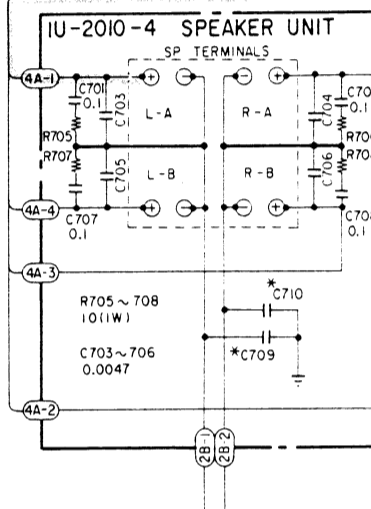 1U-2010-4 SPEAKER UNIT
SP TERMINALS
4A-1
C701
0.1
C703
+ − − +
C704
C70
0.1
L-A
R-A
R705
R70
R707
R70
C705
C706
L-B
R-B
4A-4
+ − − +
C707
0.1
C70
0.1
4A-3
R705~708
10(1W)
*C710
C703~706
0.0047
*C709
4A-2
2B-1
2B-2